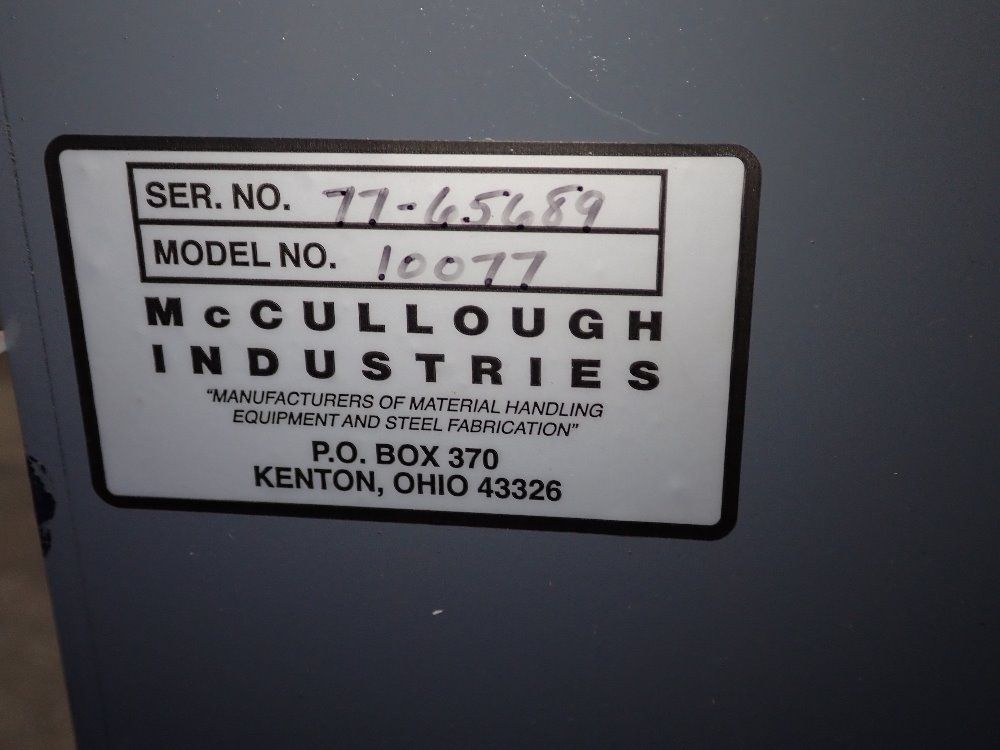 SER. NO. 77-65689
MODEL NO. 10077
McCULLOUGH
INDUSTRIES
"MANUFACTURERS OF MATERIAL HANDLING
EQUIPMENT AND STEEL FABRICATION"
P.O. BOX 370
KENTON, OHIO 43326